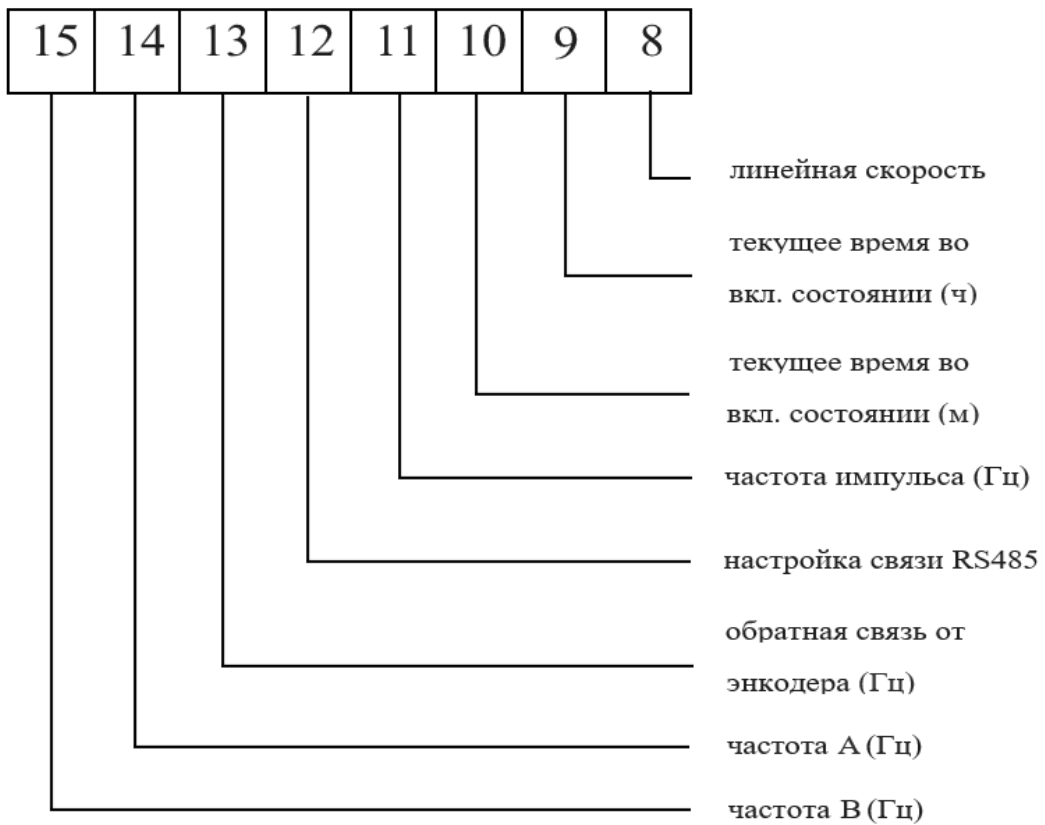 15 14 13 12 11 10 9 8
линейная скорость
текущее время во
вкл. состоянии (ч)
текущее время во
вкл. состоянии (м)
частота импульса (Гц)
настройка связи RS485
обратная связь от
энкодера (Гц)
частота А (Гц)
частота В (Гц)